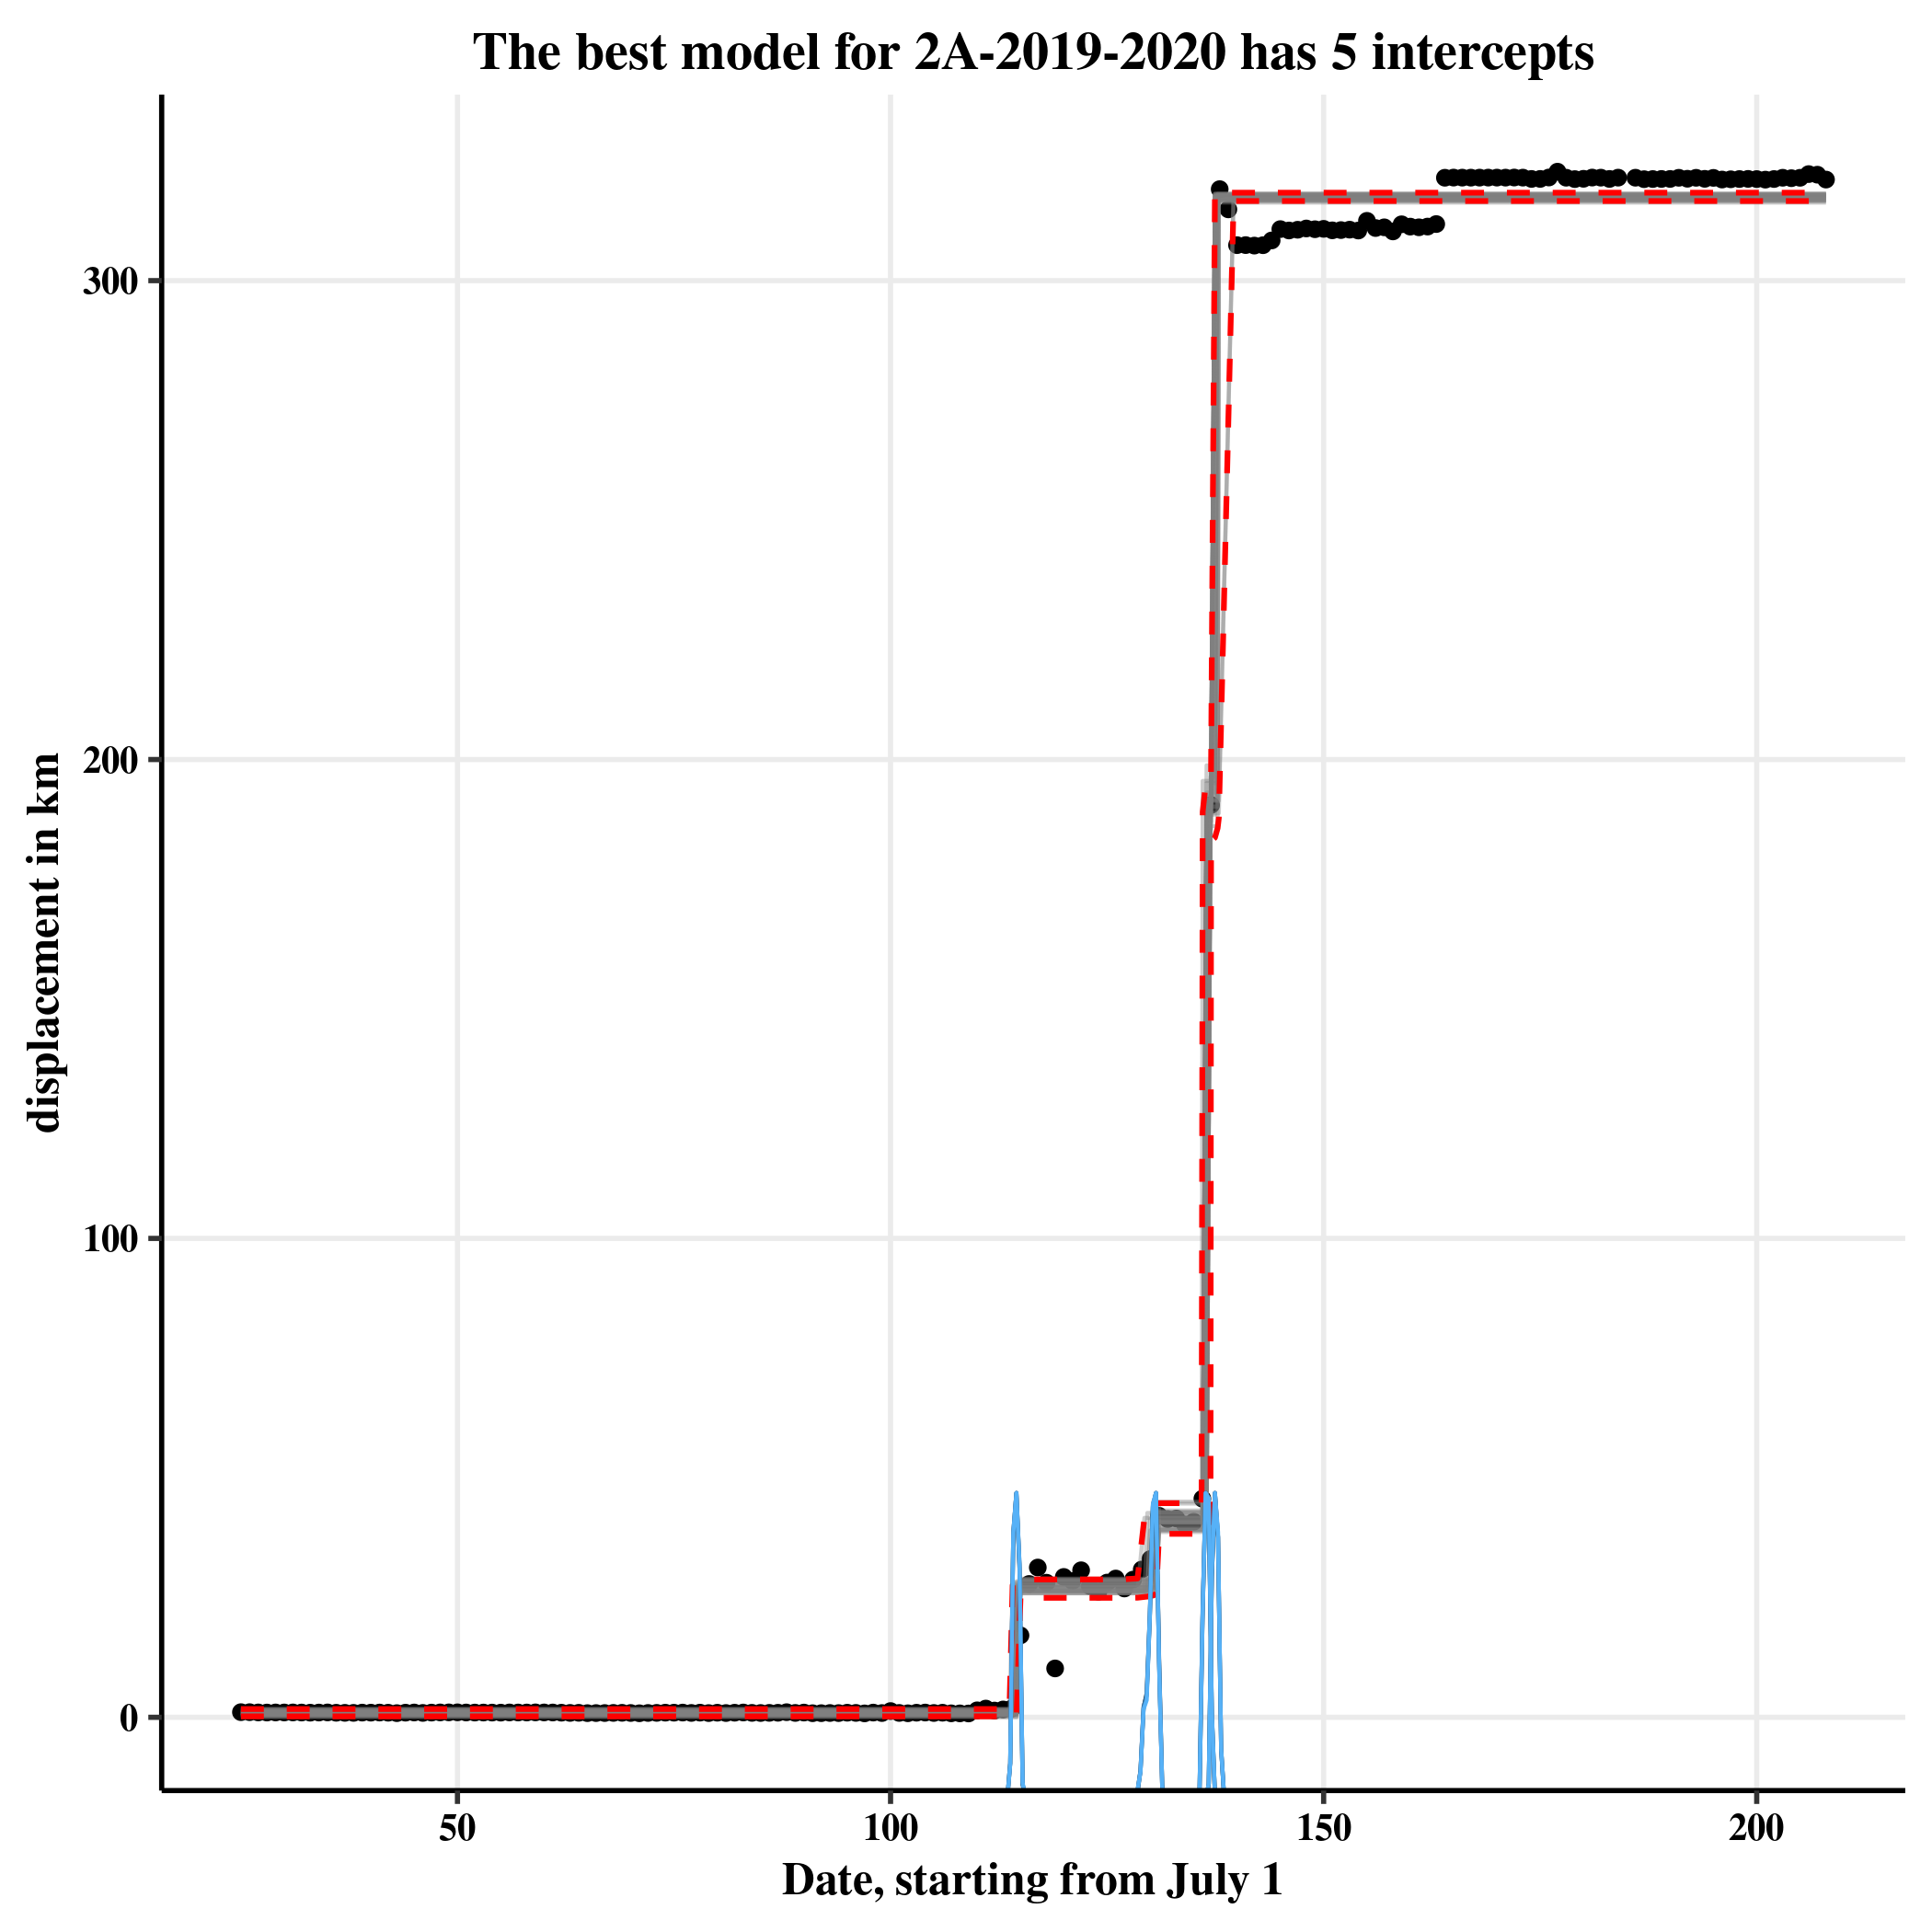 The best model for 2A-2019-2020 has 5 intercepts
displacement in km
300
200
100
0
50 100 150 200
Date, starting from July 1